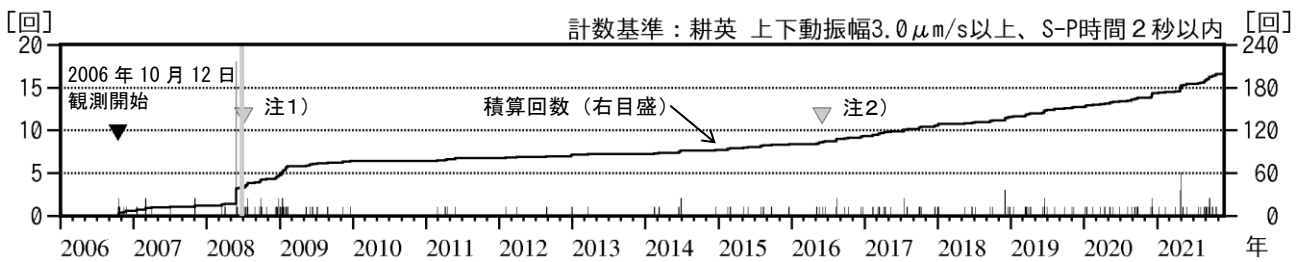 [回]
計数基準：耕英 上下動振幅3.0μm/s以上、S-P時間２秒以内
[回]
20
15
10
5
0
2006 年 10 月 12 日
観測開始
注1）
積算回数（右目盛）
注2）
240
180
120
60
0
2006 2007 2008 2009 2010 2011 2012 2013 2014 2015 2016 2017 2018 2019 2020 2021 年